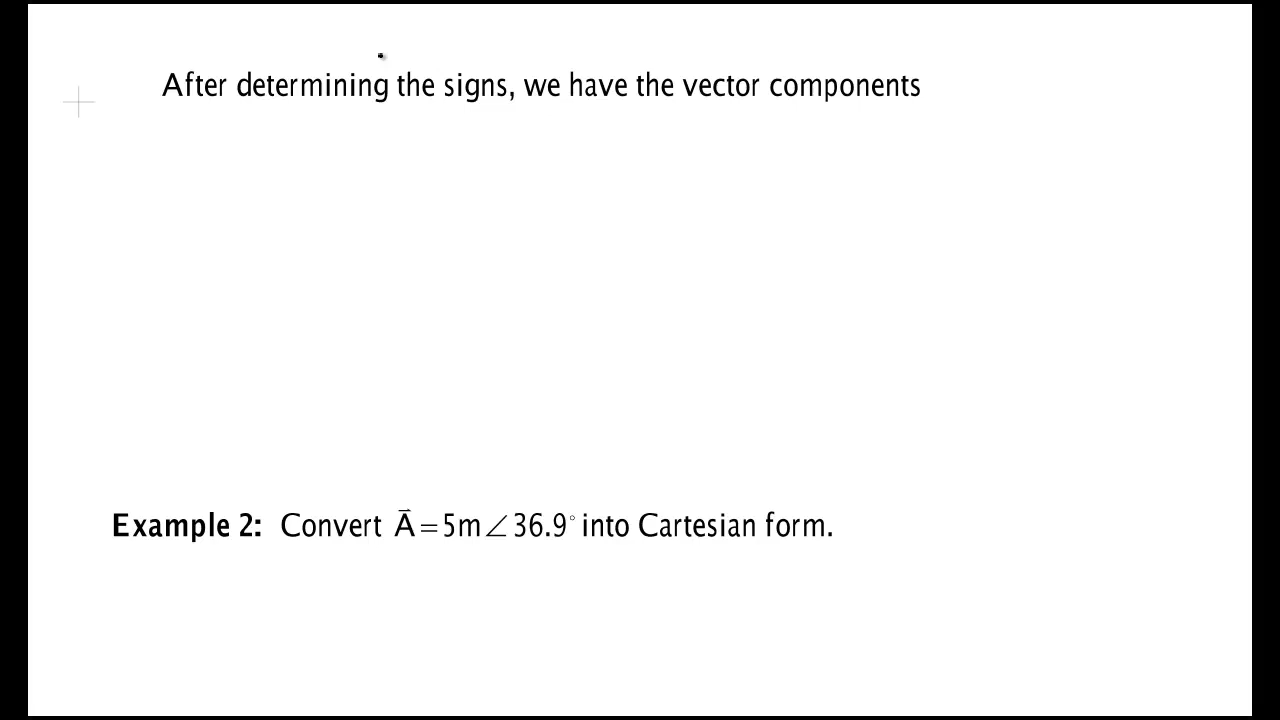 After determining the signs, we have the vector components
Example 2: Convert A⃗ = 5m∠36.9° into Cartesian form.